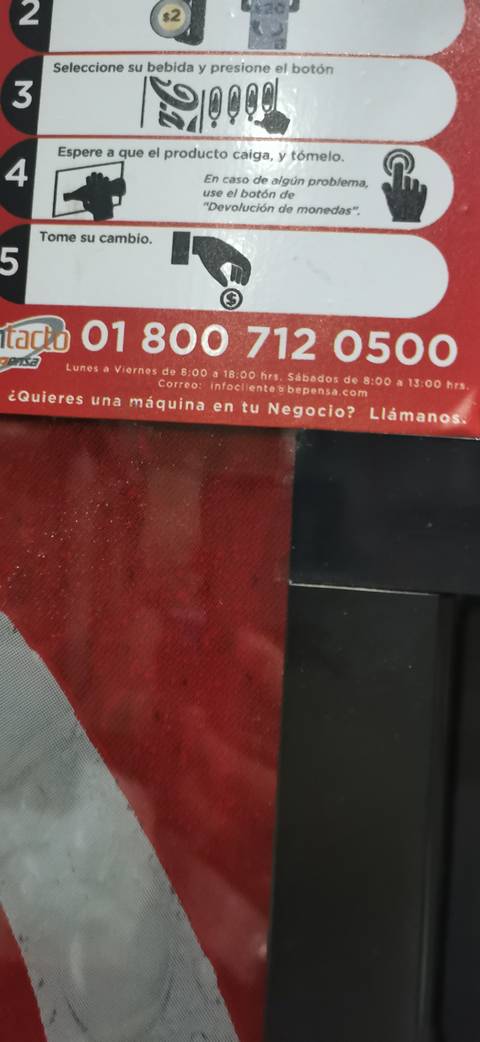 2
$2
3
Seleccione su bebida y presione el botón
4
Espere a que el producto caiga, y tómelo.
En caso de algún problema,
use el botón de
"Devolución de monedas".
5
Tome su cambio.
$
01 800 712 0500
Lunes a Viernes de 8:00 a 18:00 hrs. Sábados de 8:00 a 13:00 hrs.
Correo: infocliente@bepensa.com
¿Quieres una máquina en tu Negocio? Llámanos.